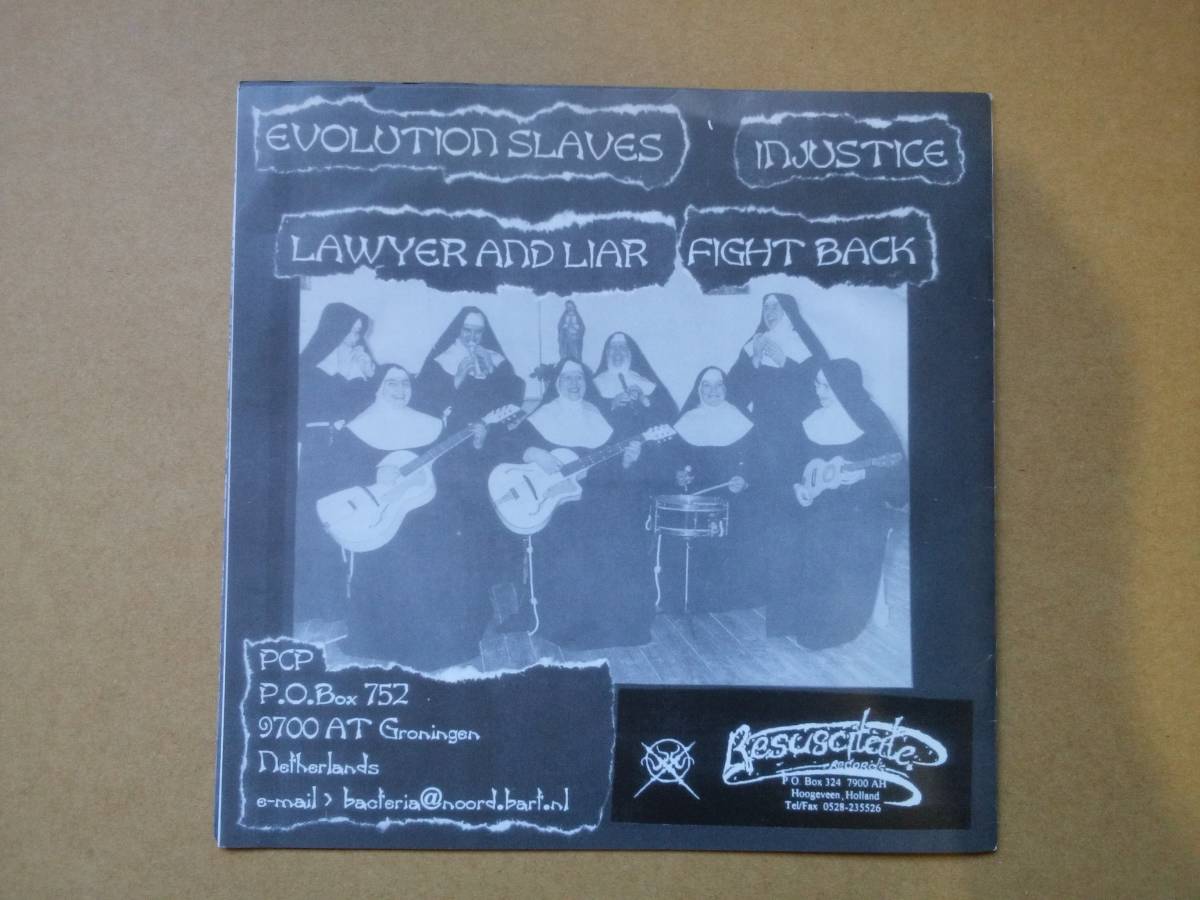 EVOLUTION SLAVES
INJUSTICE
LAWYER AND LIAR
FIGHT BACK
PCP
P.O.Box 752
9700 AT Groningen
Netherlands
e-mail > bacteria@noord.bart.nl
Resuscitate
RECORDS
P O Box 324 7900 AH
Hoogeveen, Holland
Tel/Fax 0528-235526